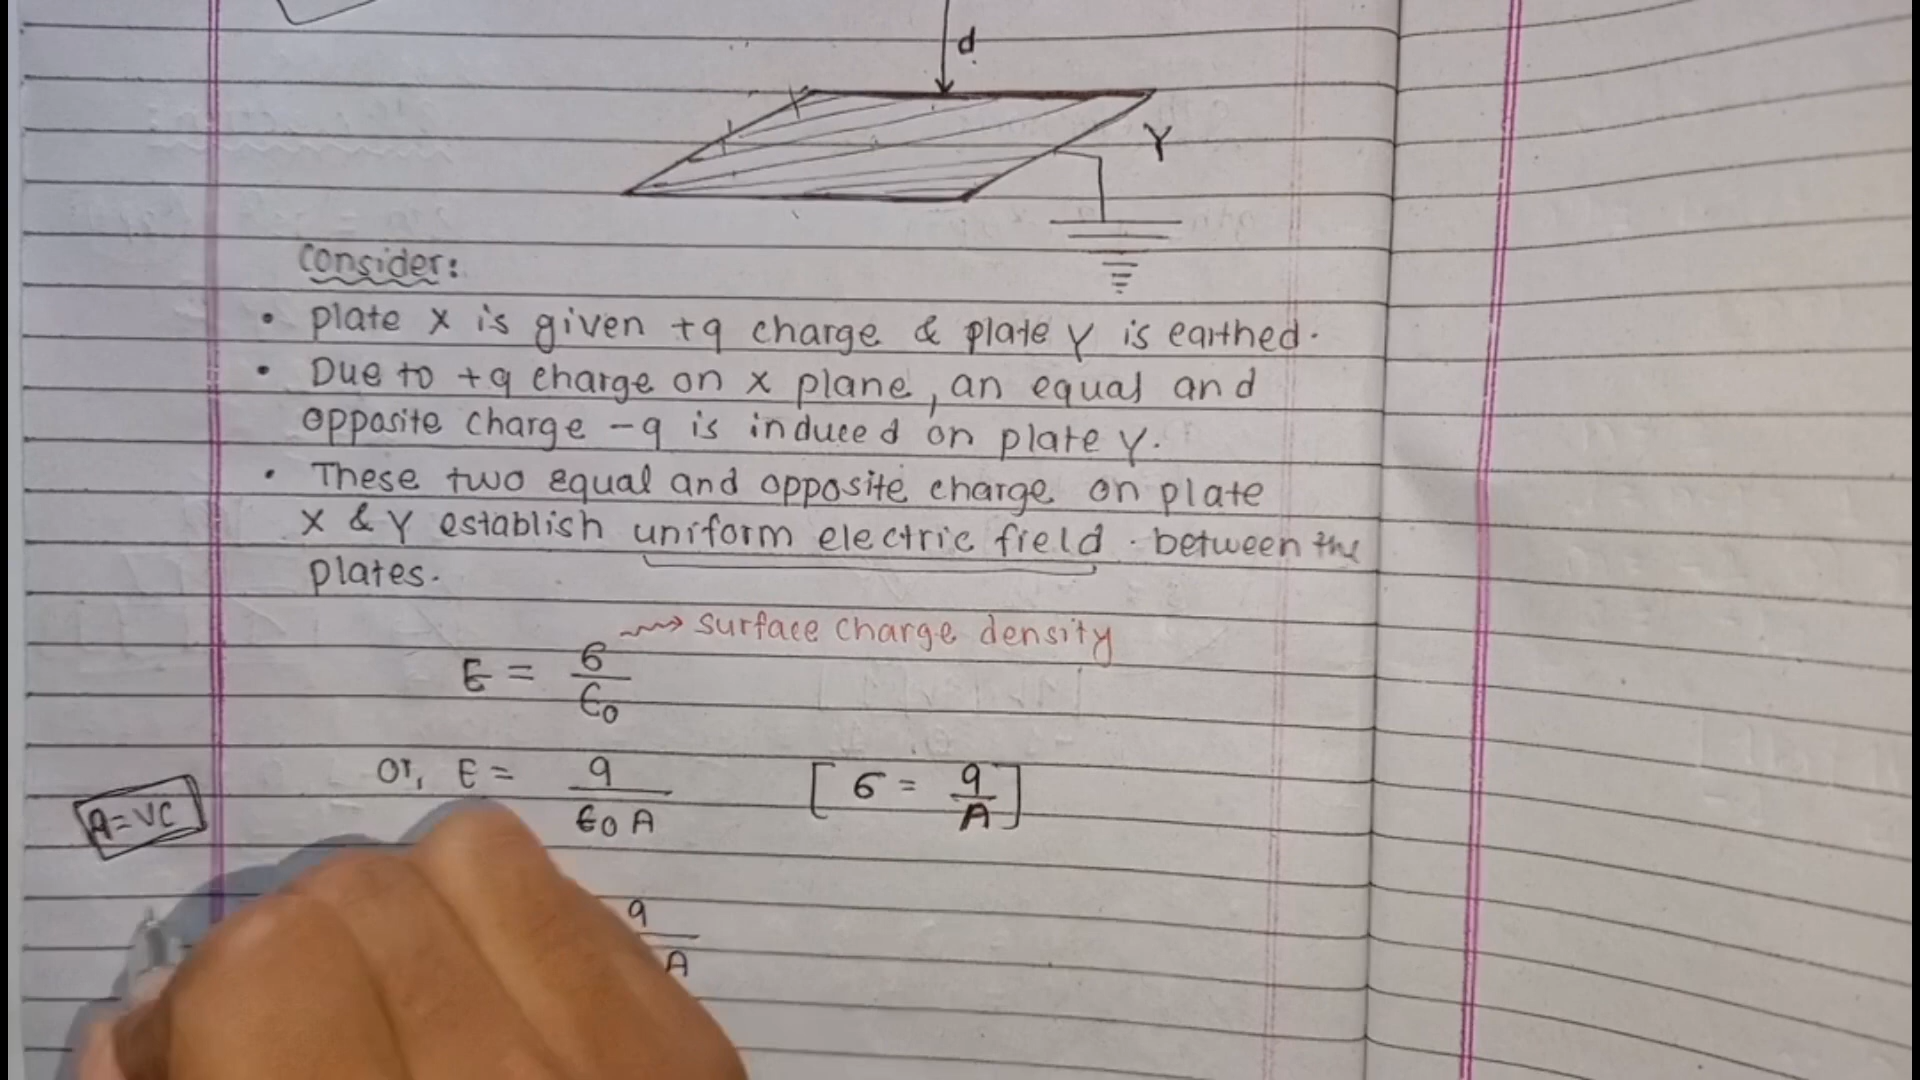 d
Y
Consider:
• plate x is given +q charge & plate Y is earthed.
• Due to +q charge on x plane, an equal and
opposite charge -q is induced on plate Y.
• These two equal and opposite charge on plate
X & Y establish uniform electric field. between the
plates.
⇝ surface charge density
E = σ/ϵ0
or, E = q/ϵ0 A [σ = q/A]
A=VC
q
A